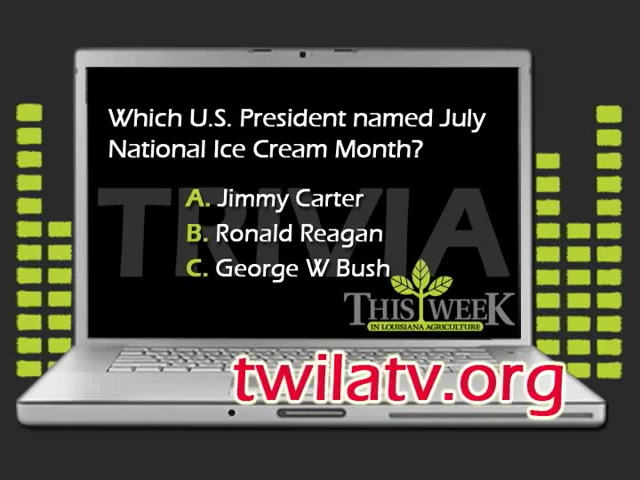 Which U.S. President named July
National Ice Cream Month?
TRIVIA
A. Jimmy Carter
B. Ronald Reagan
C. George W Bush
THIS WEEK
IN LOUISIANA AGRICULTURE
twilatv.org